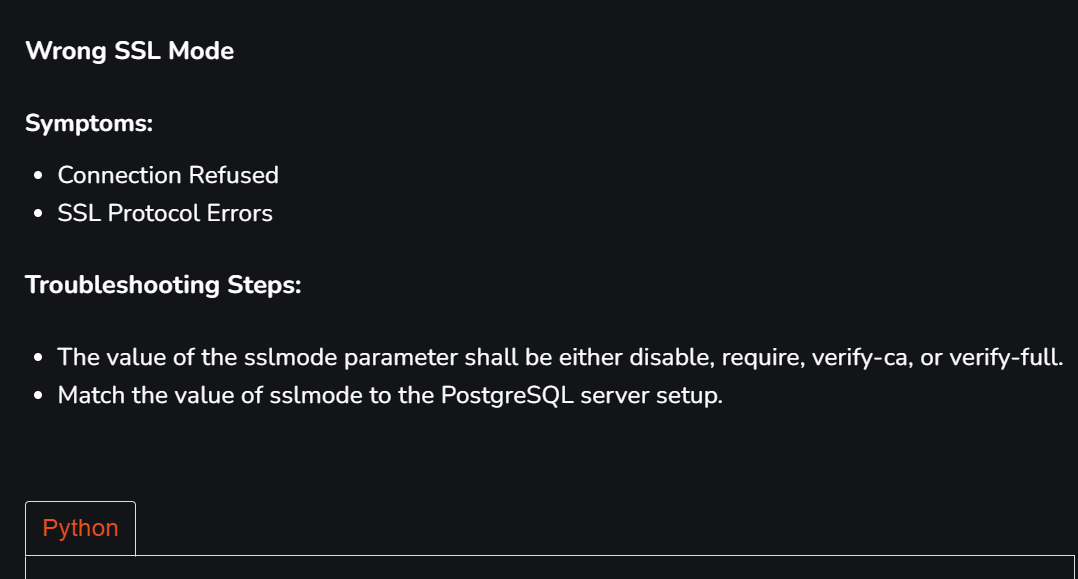 Wrong SSL Mode
Symptoms:
• Connection Refused
• SSL Protocol Errors
Troubleshooting Steps:
• The value of the sslmode parameter shall be either disable, require, verify-ca, or verify-full.
• Match the value of sslmode to the PostgreSQL server setup.
Python